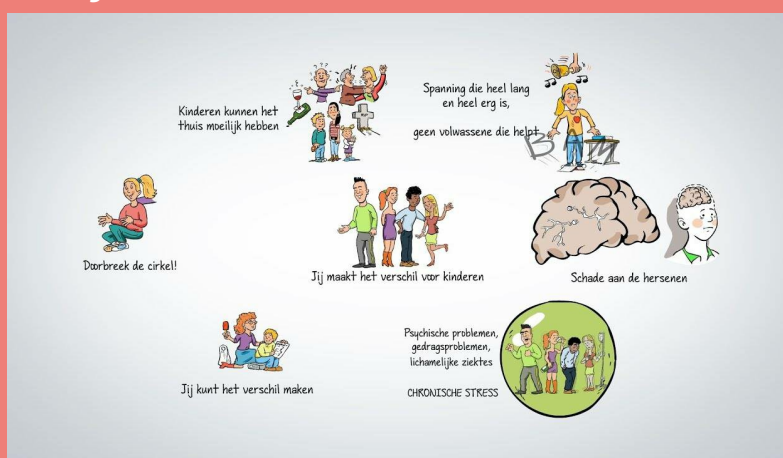 Kinderen kunnen het
thuis moeilijk hebben
Spanning die heel lang
en heel erg is,
geen volwassene die helpt
BAM
Doorbreek de cirkel!
Jij maakt het verschil voor kinderen
Schade aan de hersenen
Jij kunt het verschil maken
Psychische problemen,
gedragsproblemen,
lichamelijke ziektes
CHRONISCHE STRESS